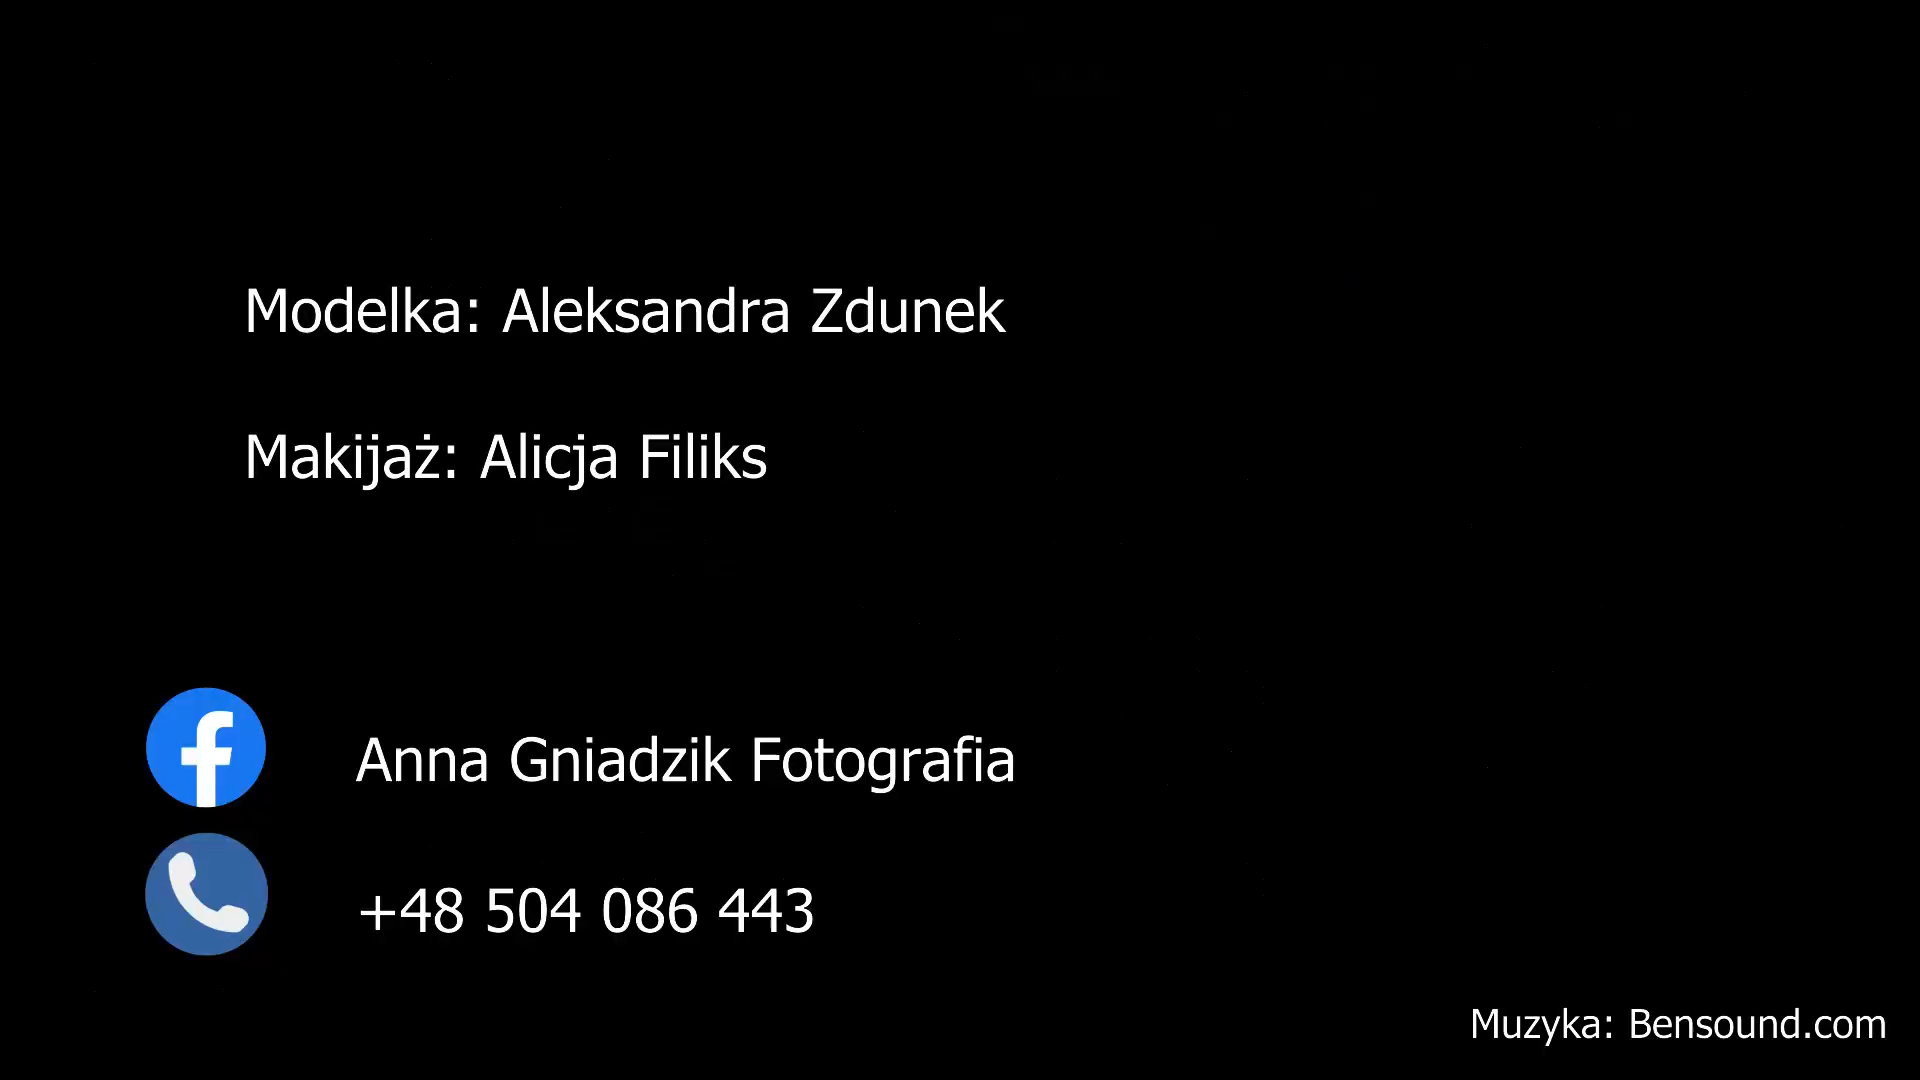 Modelka: Aleksandra Zdunek
Makijaż: Alicja Filiks
Anna Gniadzik Fotografia
+48 504 086 443
Muzyka: Bensound.com